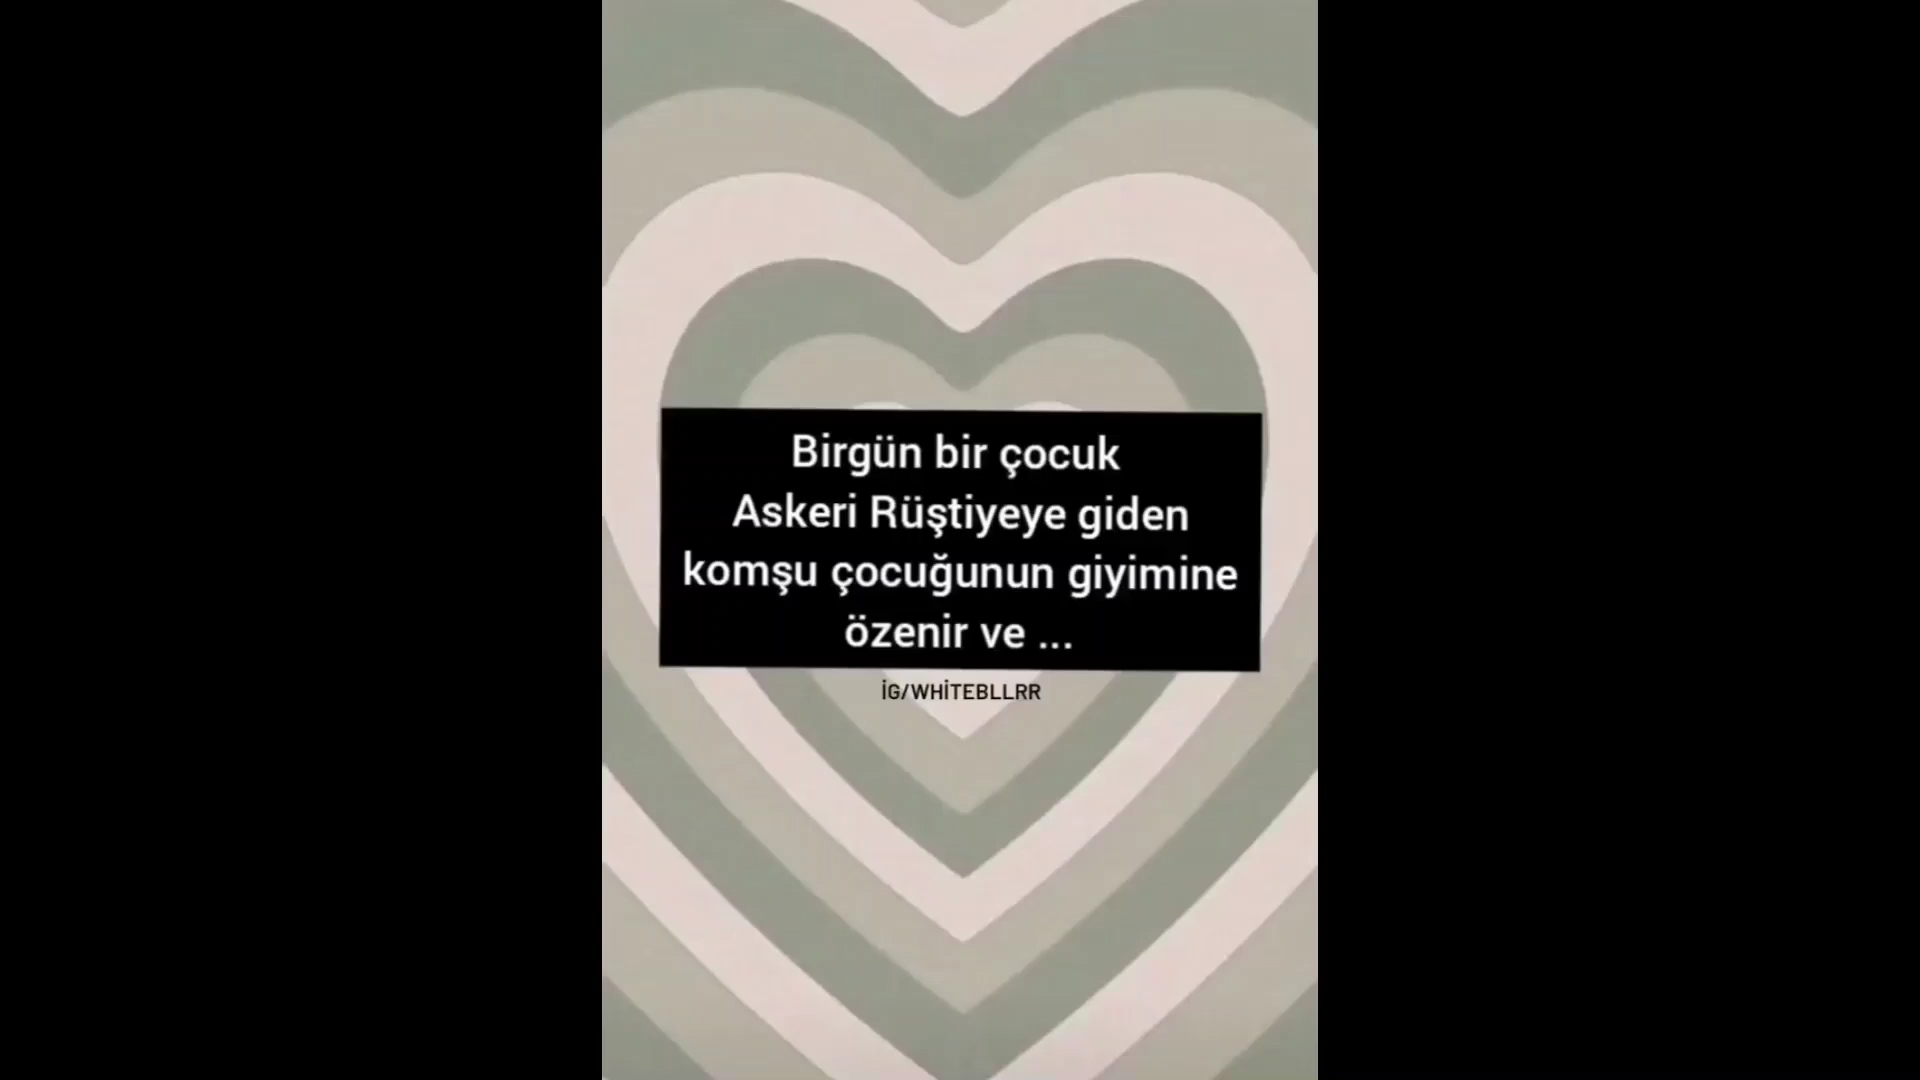 Birgün bir çocuk
Askeri Rüştiyeye giden
komşu çocuğunun giyimine
özenir ve ...
İG/WHİTEBLLRR